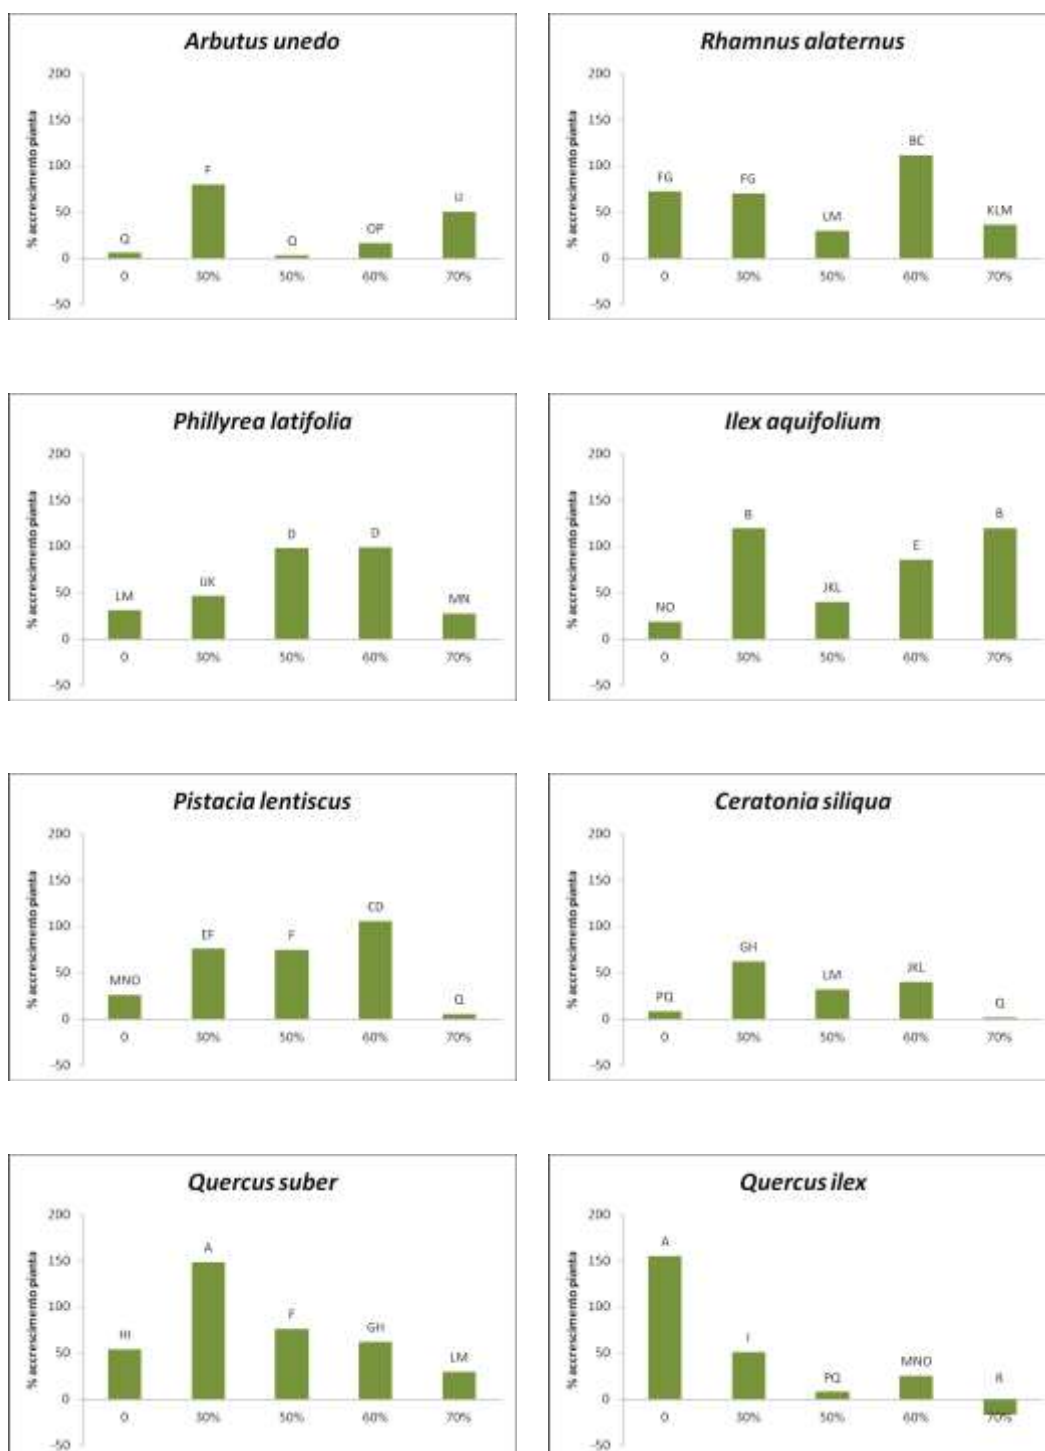 Arbutus unedo
% accrescimento pianta
200
150
100
50
0
-50
Q
F
Q
OP
IJ
0 30% 50% 60% 70%
Rhamnus alaternus
% accrescimento pianta
200
150
100
50
0
-50
FG
FG
LM
BC
KLM
0 30% 50% 60% 70%
Phillyrea latifolia
% accrescimento pianta
200
150
100
50
0
-50
LM
IJK
D
D
MN
0 30% 50% 60% 70%
Ilex aquifolium
% accrescimento pianta
200
150
100
50
0
-50
NO
B
JKL
E
B
0 30% 50% 60% 70%
Pistacia lentiscus
% accrescimento pianta
200
150
100
50
0
-50
MNO
EF
F
CD
Q
0 30% 50% 60% 70%
Ceratonia siliqua
% accrescimento pianta
200
150
100
50
0
-50
PQ
GH
LM
JKL
Q
0 30% 50% 60% 70%
Quercus suber
% accrescimento pianta
200
150
100
50
0
-50
HI
A
F
GH
LM
0 30% 50% 60% 70%
Quercus ilex
% accrescimento pianta
200
150
100
50
0
-50
A
I
PQ
MNO
R
0 30% 50% 60% 70%